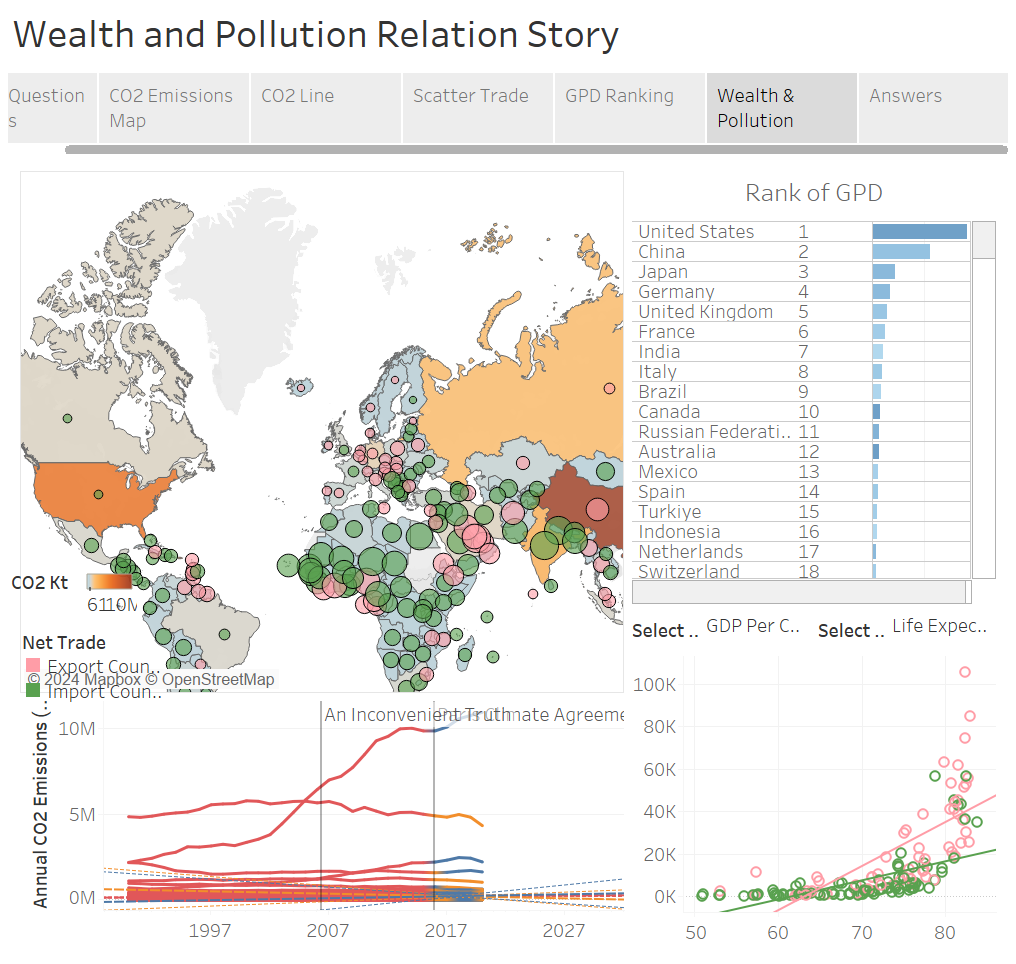 Wealth and Pollution Relation Story
Question
s
CO2 Emissions
Map
CO2 Line
Scatter Trade
GPD Ranking
Wealth &
Pollution
Answers
CO2 Kt
Net Trade
Export Coun..
Import Coun..
© 2024 Mapbox © OpenStreetMap
Rank of GPD
United States 1
China 2
Japan 3
Germany 4
United Kingdom 5
France 6
India 7
Italy 8
Brazil 9
Canada 10
Russian Federati.. 11
Australia 12
Mexico 13
Spain 14
Turkiye 15
Indonesia 16
Netherlands 17
Switzerland 18
Select .. GDP Per C.. Select .. Life Expec..
Annual CO2 Emissions (..
An Inconvenient Truth
10M
5M
0M
1997 2007 2017 2027
100K
80K
60K
40K
20K
0K
50 60 70 80